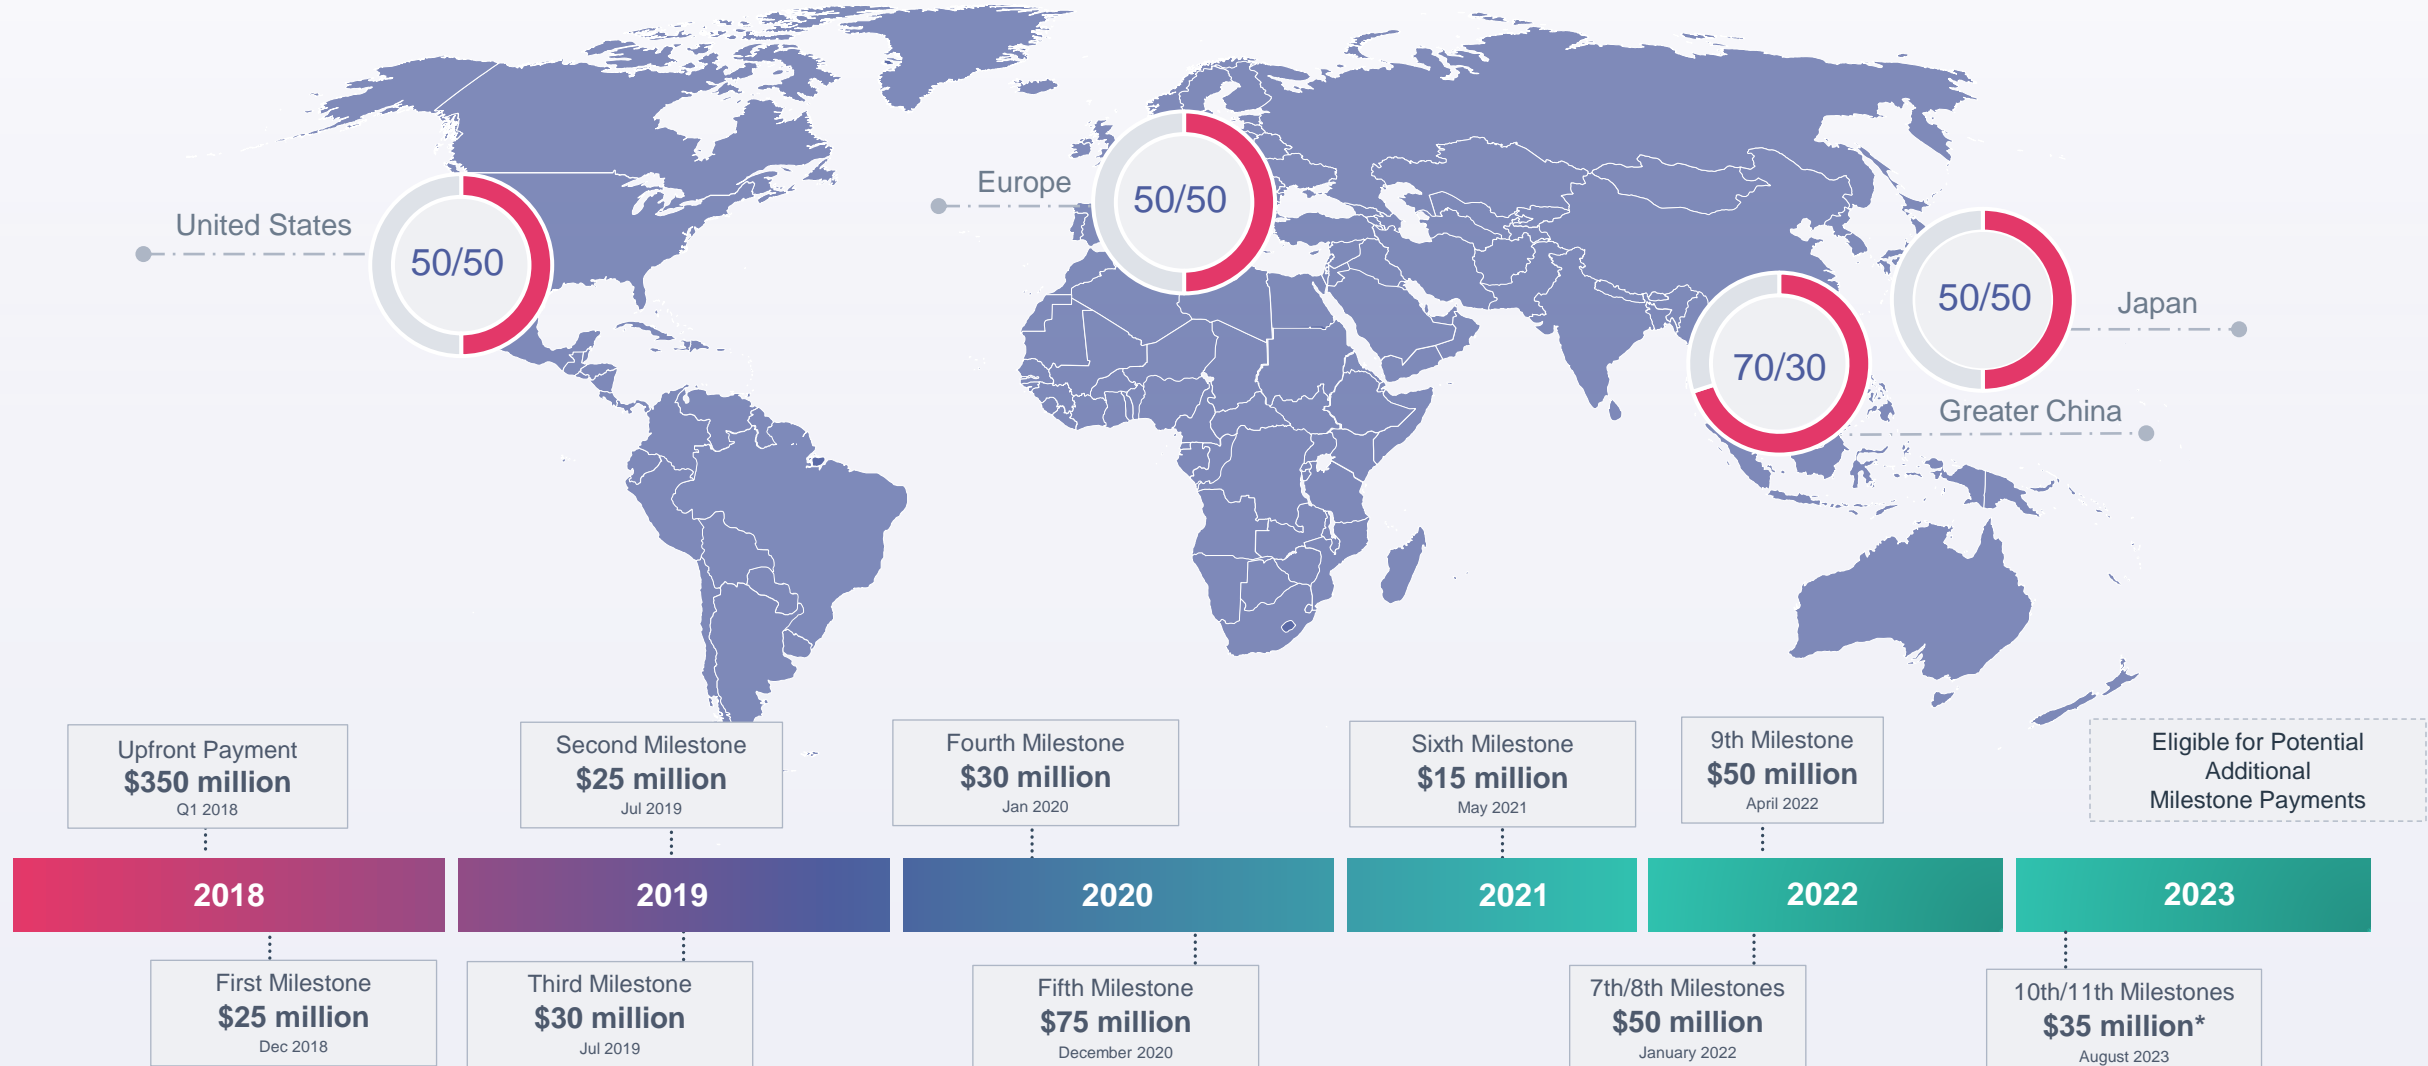 United States
50/50
Europe
50/50
50/50
Japan
70/30
Greater China
Upfront Payment
$350 million
Q1 2018
Second Milestone
$25 million
Jul 2019
Fourth Milestone
$30 million
Jan 2020
Sixth Milestone
$15 million
May 2021
9th Milestone
$50 million
April 2022
Eligible for Potential
Additional
Milestone Payments
2018
2019
2020
2021
2022
2023
First Milestone
$25 million
Dec 2018
Third Milestone
$30 million
Jul 2019
Fifth Milestone
$75 million
December 2020
7th/8th Milestones
$50 million
January 2022
10th/11th Milestones
$35 million*
August 2023